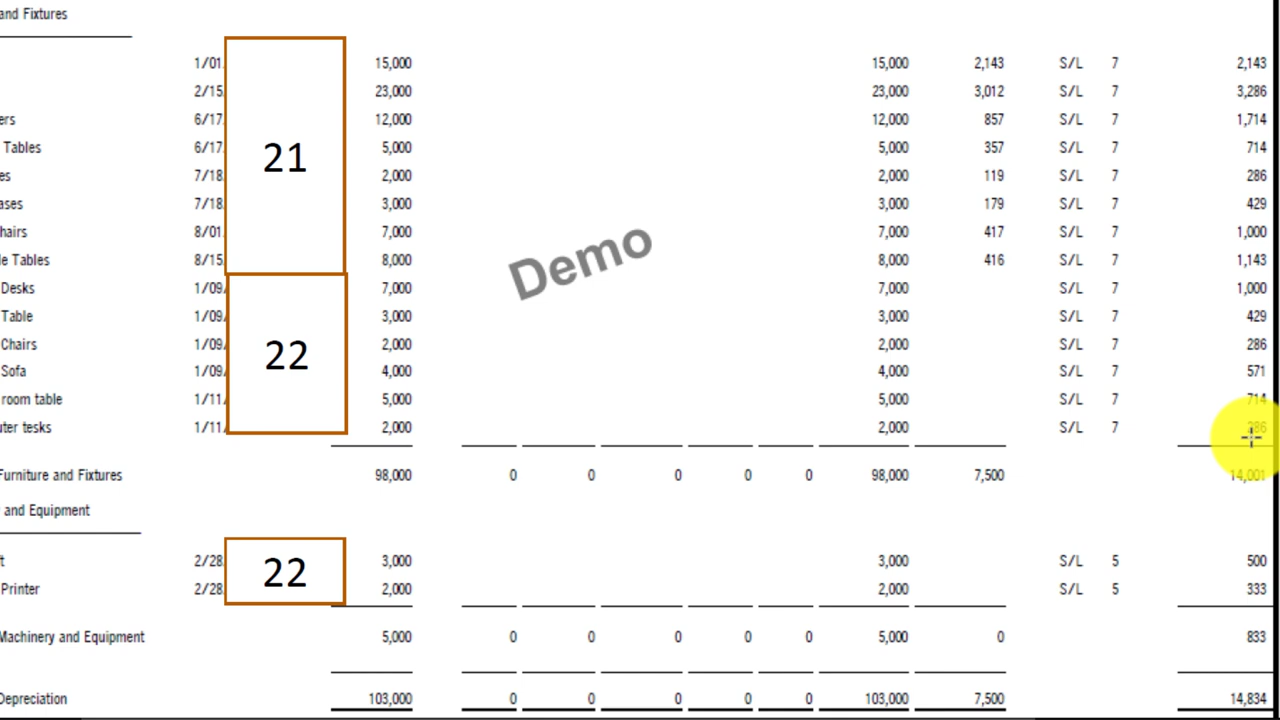 and Fixtures
1/01 15,000 15,000 2,143 S/L 7 2,143
2/15 23,000 23,000 3,012 S/L 7 3,286
ers 6/17 12,000 12,000 857 S/L 7 1,714
Tables 6/17 5,000 5,000 357 S/L 7 714
es 7/18 2,000 2,000 119 S/L 7 286
ases 7/18 3,000 3,000 179 S/L 7 429
hairs 8/01 7,000 7,000 417 S/L 7 1,000
e Tables 8/15 8,000 8,000 416 S/L 7 1,143
21
Demo
Desks 1/09/ 7,000 7,000 S/L 7 1,000
Table 1/09/ 3,000 3,000 S/L 7 429
Chairs 1/09/ 2,000 2,000 S/L 7 286
Sofa 1/09/ 4,000 4,000 S/L 7 571
room table 1/11/ 5,000 5,000 S/L 7 714
uter tesks 1/11/ 2,000 2,000 S/L 7 286
22
Furniture and Fixtures 98,000 0 0 0 0 0 98,000 7,500 14,001
and Equipment
t 2/28 3,000 3,000 S/L 5 500
Printer 2/28 2,000 2,000 S/L 5 333
22
Machinery and Equipment 5,000 0 0 0 0 0 5,000 0 833
Depreciation 103,000 0 0 0 0 0 103,000 7,500 14,834